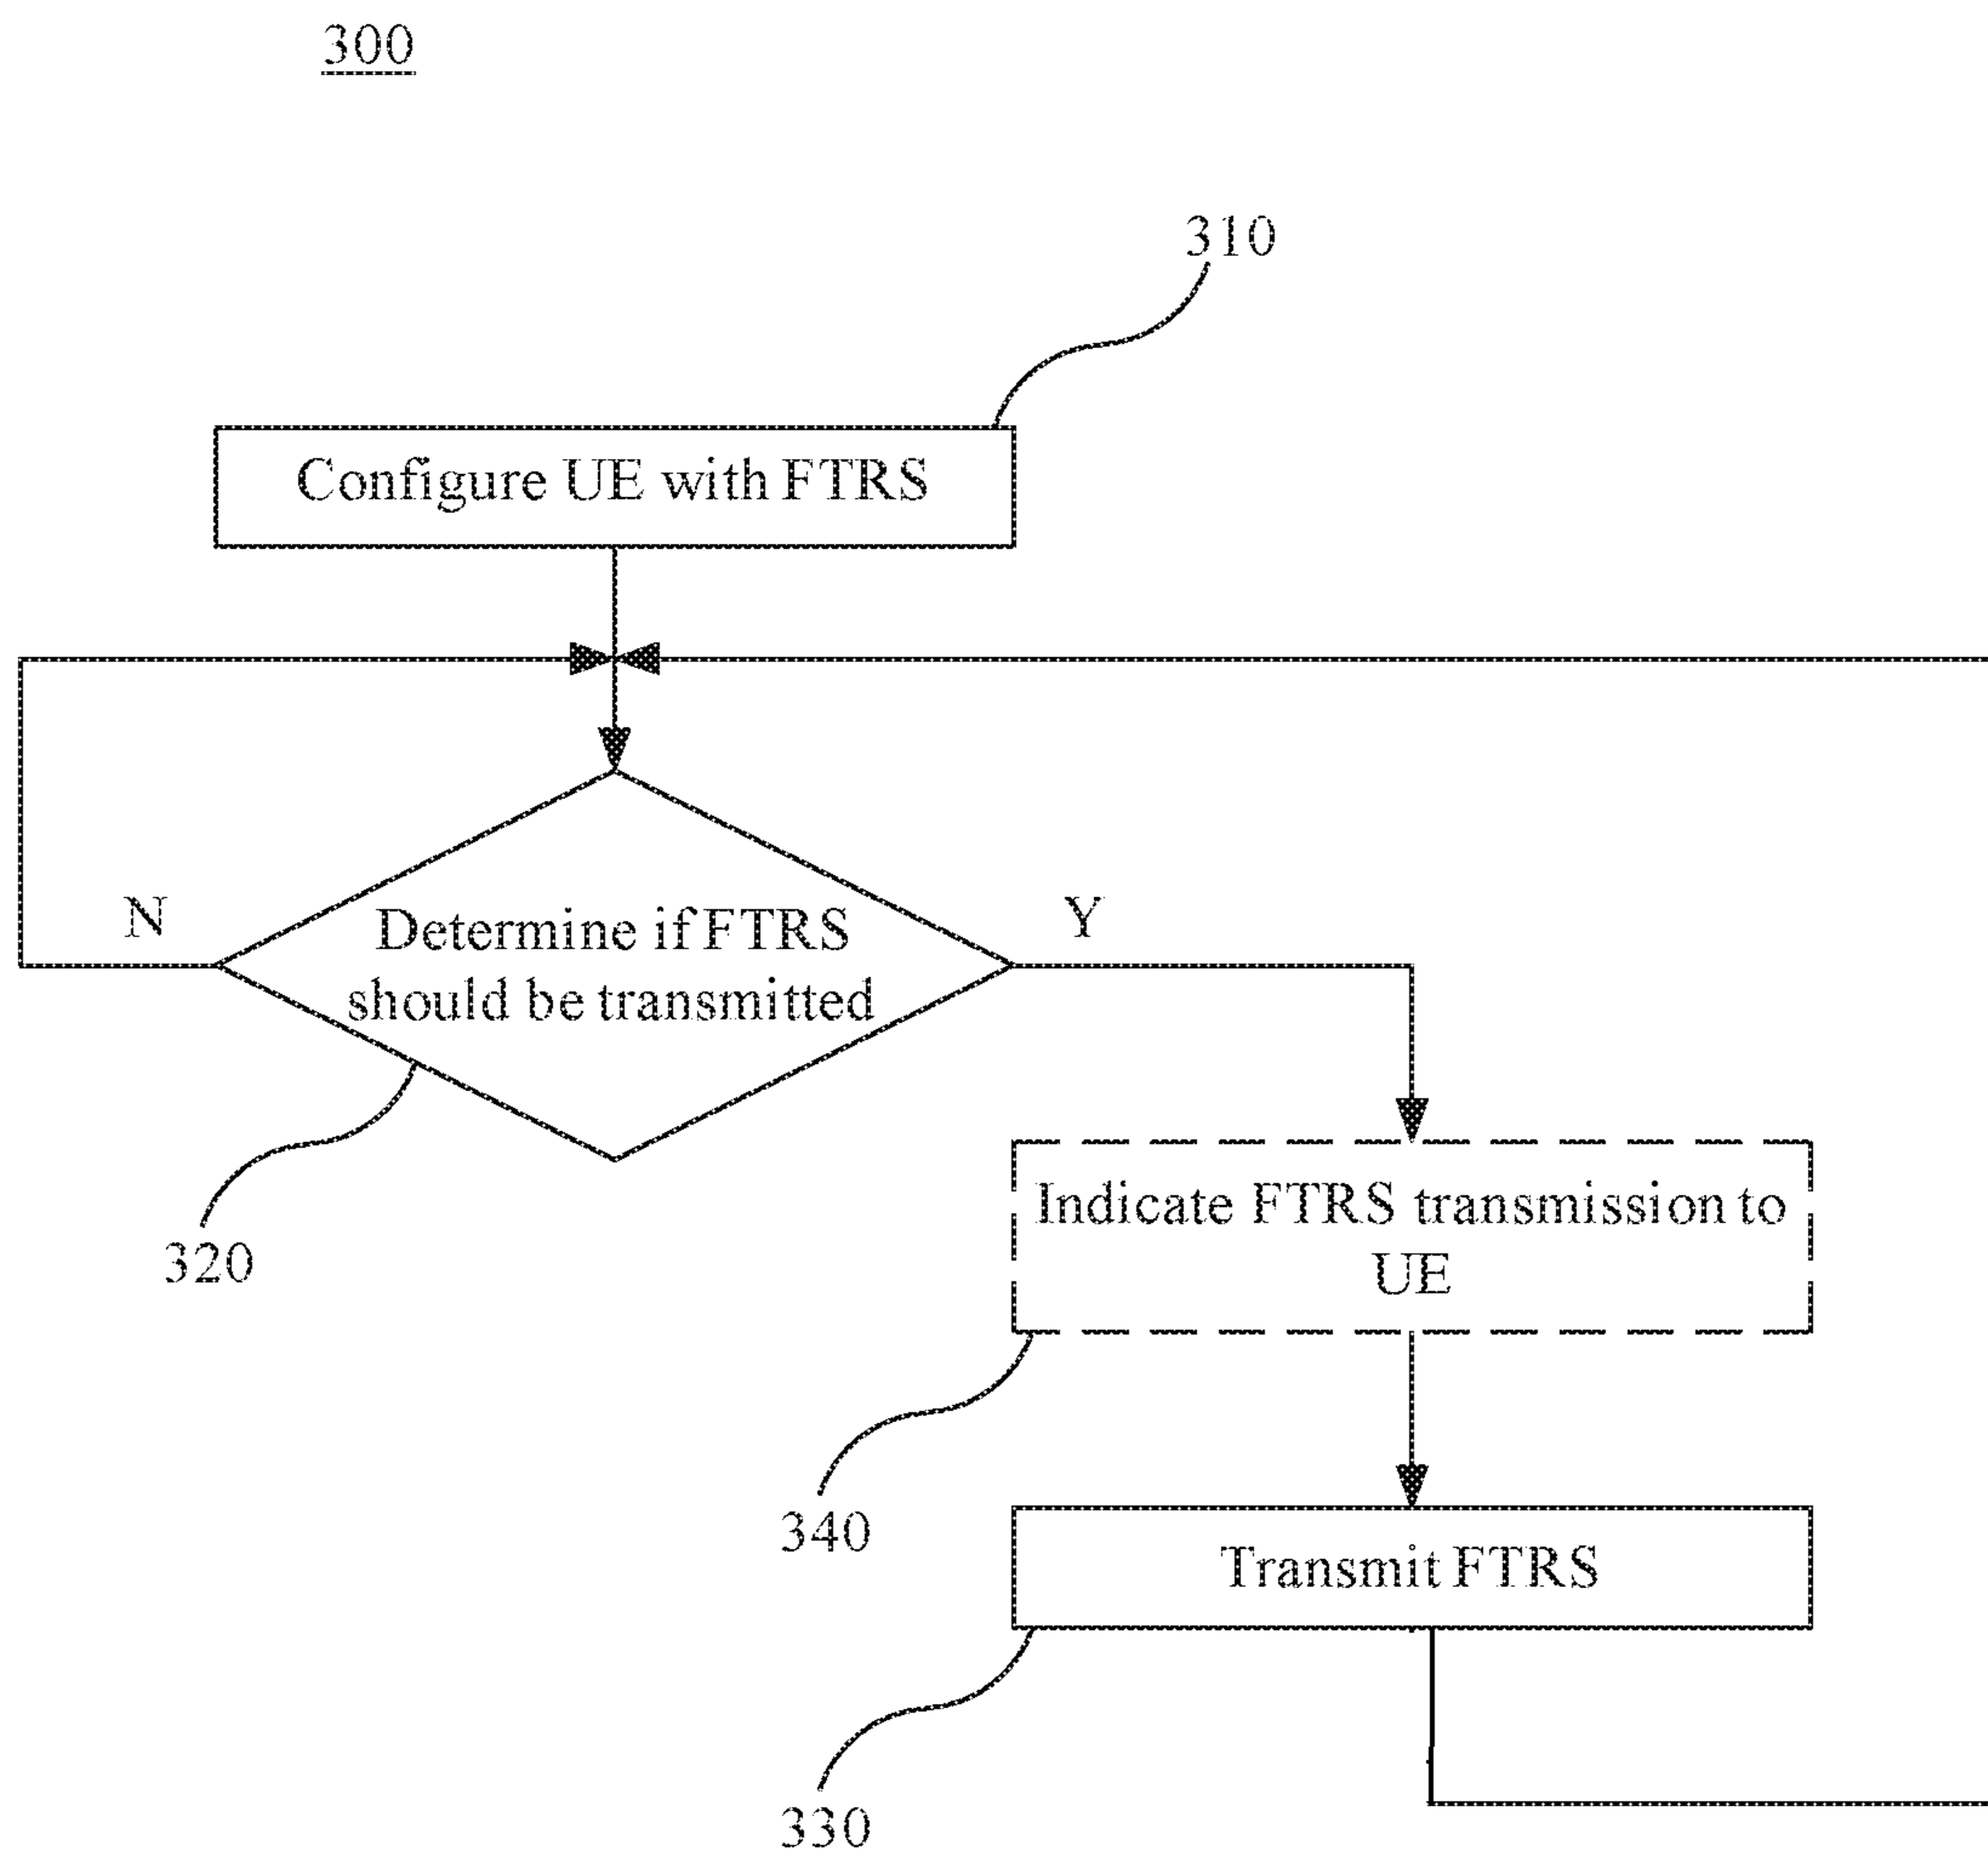 300
310
Configure UE with FTRS
N
Y
Determine if FTRS
should be transmitted
320
Indicate FTRS transmission to
UE
340
Transmit FTRS
330